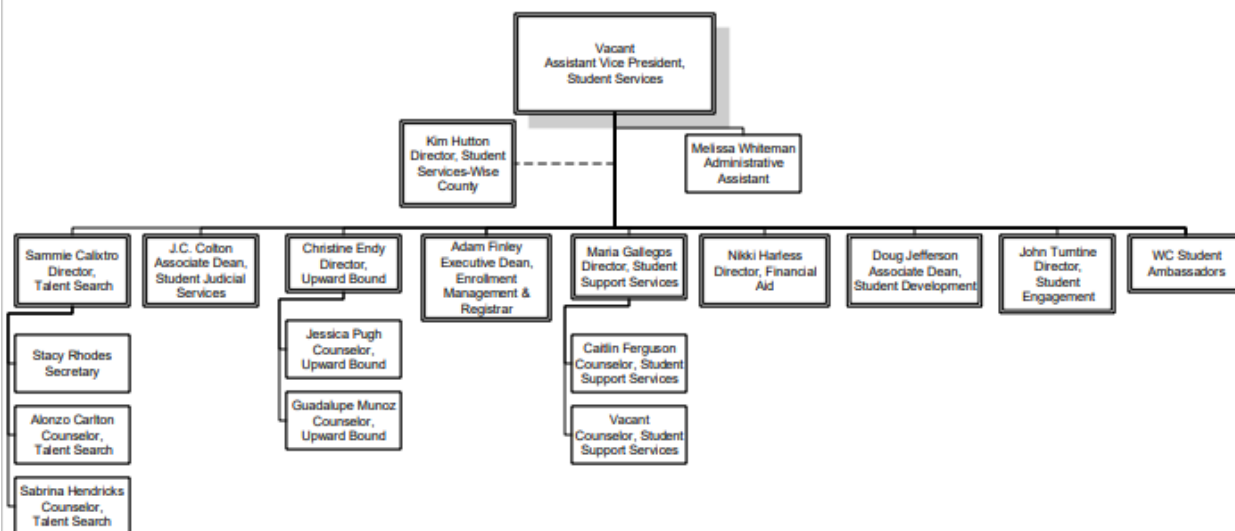 Vacant
Assistant Vice President,
Student Services
Kim Hutton
Director, Student
Services-Wise
County
Melissa Whiteman
Administrative
Assistant
Sammie Calixtro
Director,
Talent Search
J.C. Colton
Associate Dean,
Student Judicial
Services
Christine Endy
Director,
Upward Bound
Adam Finley
Executive Dean,
Enrollment
Management &
Registrar
Maria Gallegos
Director, Student
Support Services
Nikki Harless
Director, Financial
Aid
Doug Jefferson
Associate Dean,
Student Development
John Turntine
Director,
Student
Engagement
WC Student
Ambassadors
Stacy Rhodes
Secretary
Alonzo Carlton
Counselor,
Talent Search
Sabrina Hendricks
Counselor,
Talent Search
Jessica Pugh
Counselor,
Upward Bound
Guadalupe Munoz
Counselor,
Upward Bound
Caitlin Ferguson
Counselor, Student
Support Services
Vacant
Counselor, Student
Support Services